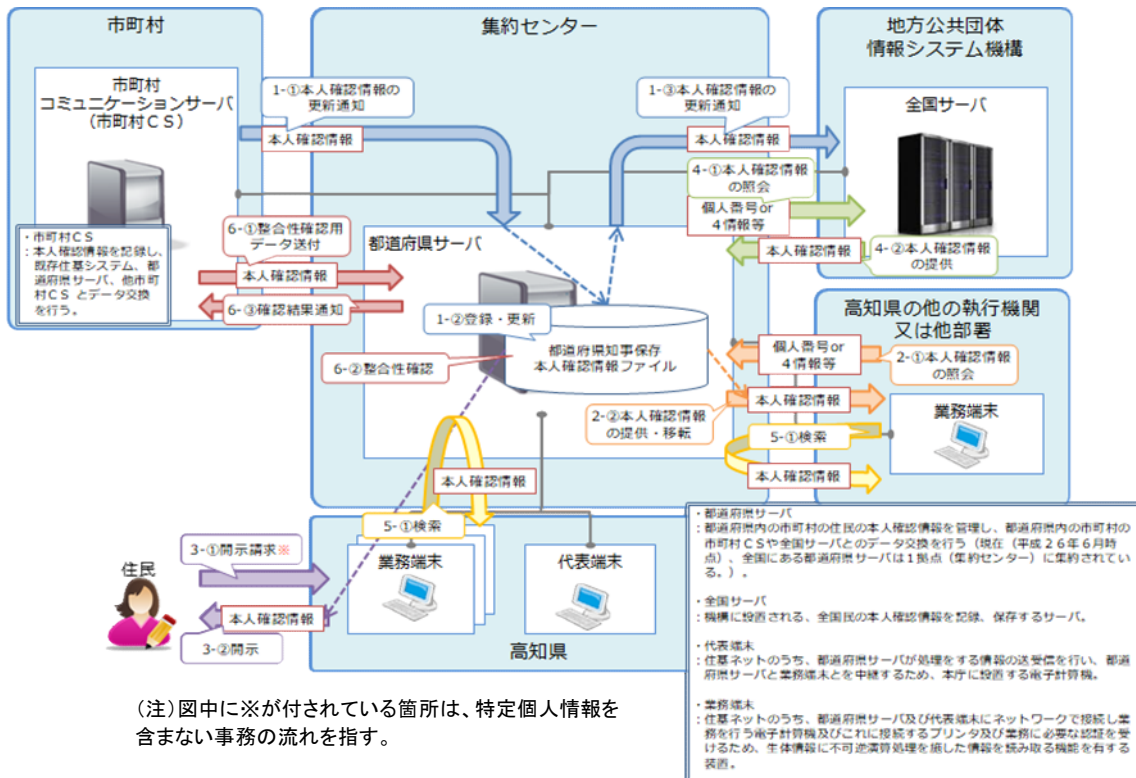 市町村
集約センター
地方公共団体
情報システム機構
市町村
コミュニケーションサーバ
(市町村CS)
1-①本人確認情報の
更新通知
本人確認情報
1-③本人確認情報の
更新通知
本人確認情報
全国サーバ
4-①本人確認情報
の照会
個人番号or
4情報等
本人確認情報
4-②本人確認情報
の提供
・市町村CS
:本人確認情報を記録し、
既存住基システム、都
道府県サーバ、他市町
村CS とデータ交換
を行う。
6-①整合性確認用
データ送付
本人確認情報
6-③確認結果通知
都道府県サーバ
1-②登録・更新
都道府県知事保存
本人確認情報ファイル
6-②整合性確認
高知県の他の執行機関
又は他部署
個人番号or
4情報等
2-①本人確認情報
の照会
本人確認情報
2-②本人確認情報
の提供・移転
業務端末
5-①検索
本人確認情報
本人確認情報
5-①検索
3-①開示請求※
住民
本人確認情報
3-②開示
業務端末
代表端末
高知県
・都道府県サーバ
:都道府県内の市町村の住民の本人確認情報を管理し、都道府県内の市町村の
市町村CSや全国サーバとのデータ交換を行う(現在(平成26年6月時
点)、全国にある都道府県サーバは1拠点(集約センター)に集約されてい
る。)。
・全国サーバ
:機構に設置される、全国民の本人確認情報を記録、保存するサーバ。
・代表端末
:住基ネットのうち、都道府県サーバが処理をする情報の送受信を行い、都道
府県サーバと業務端末とを中継するため、本庁に設置する電子計算機。
・業務端末
:住基ネットのうち、都道府県サーバ及び代表端末にネットワークで接続し業
務を行う電子計算機及びこれに接続するプリンタ及び業務に必要な認証を受
けるため、生体情報に不可逆演算処理を施した情報を読み取る機能を有する
装置。
(注)図中に※が付されている箇所は、特定個人情報を
含まない事務の流れを指す。